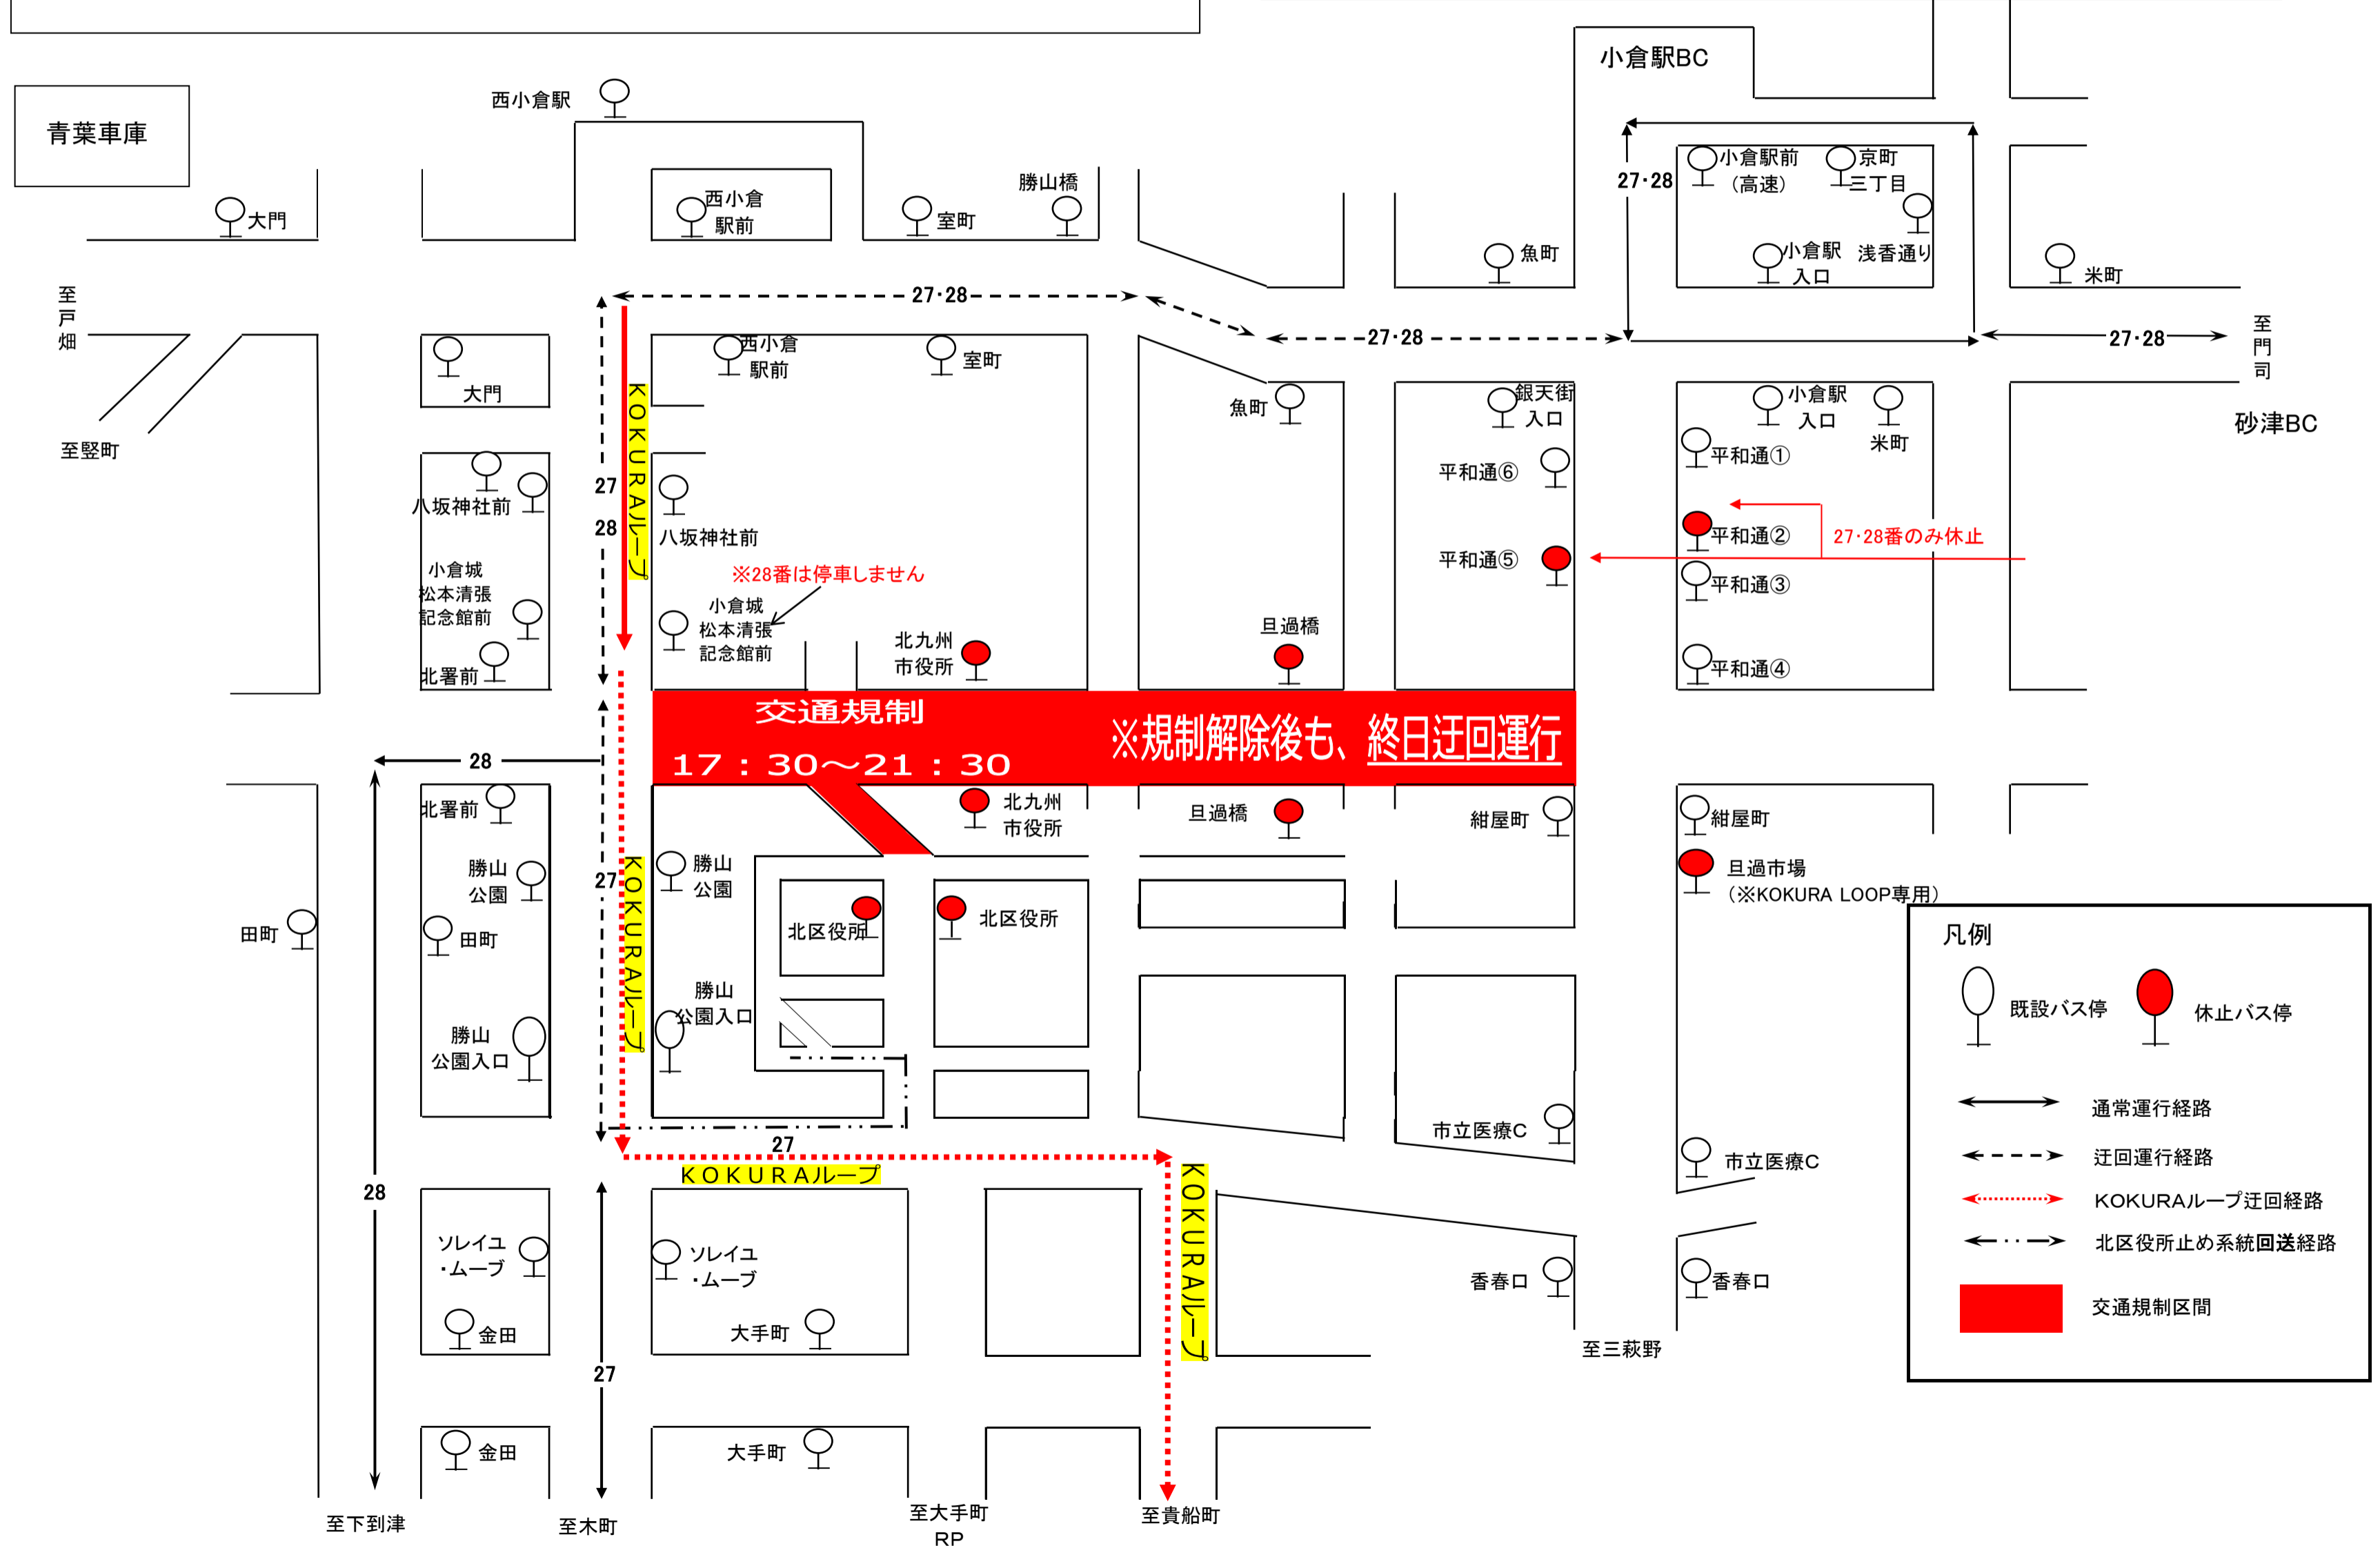 小倉駅BC
青葉車庫
西小倉駅
大門
西小倉
駅前
室町
勝山橋
魚町
27・28
小倉駅前
（高速）
京町
三丁目
小倉駅
入口
浅香通り
米町
至戸畑
27・28
27・28
27・28
至門司
砂津BC
大門
西小倉
駅前
室町
魚町
銀天街
入口
小倉駅
入口
米町
至竪町
KOKURAループ
平和通①
平和通⑥
27
28
八坂神社前
八坂神社前
平和通②
27・28番のみ休止
平和通⑤
平和通③
※28番は停車しません
小倉城
松本清張
記念館前
小倉城
松本清張
記念館前
北九州
市役所
旦過橋
平和通④
北署前
交通規制
17：30～21：30
※規制解除後も、終日迂回運行
28
北署前
北九州
市役所
旦過橋
紺屋町
紺屋町
勝山
公園
27
KOKURAループ
勝山
公園
旦過市場
（※KOKURA LOOP専用）
田町
田町
北区役所
北区役所
勝山
公園入口
勝山
公園入口
市立医療C
市立医療C
27
KOKURAループ
KOKURAループ
28
ソレイユ
・ムーブ
ソレイユ
・ムーブ
香春口
香春口
金田
大手町
27
至三萩野
金田
大手町
至下到津
至木町
至大手町
RP
至貴船町
凡例
既設バス停
休止バス停
通常運行経路
迂回運行経路
KOKURAループ迂回経路
北区役所止め系統回送経路
交通規制区間